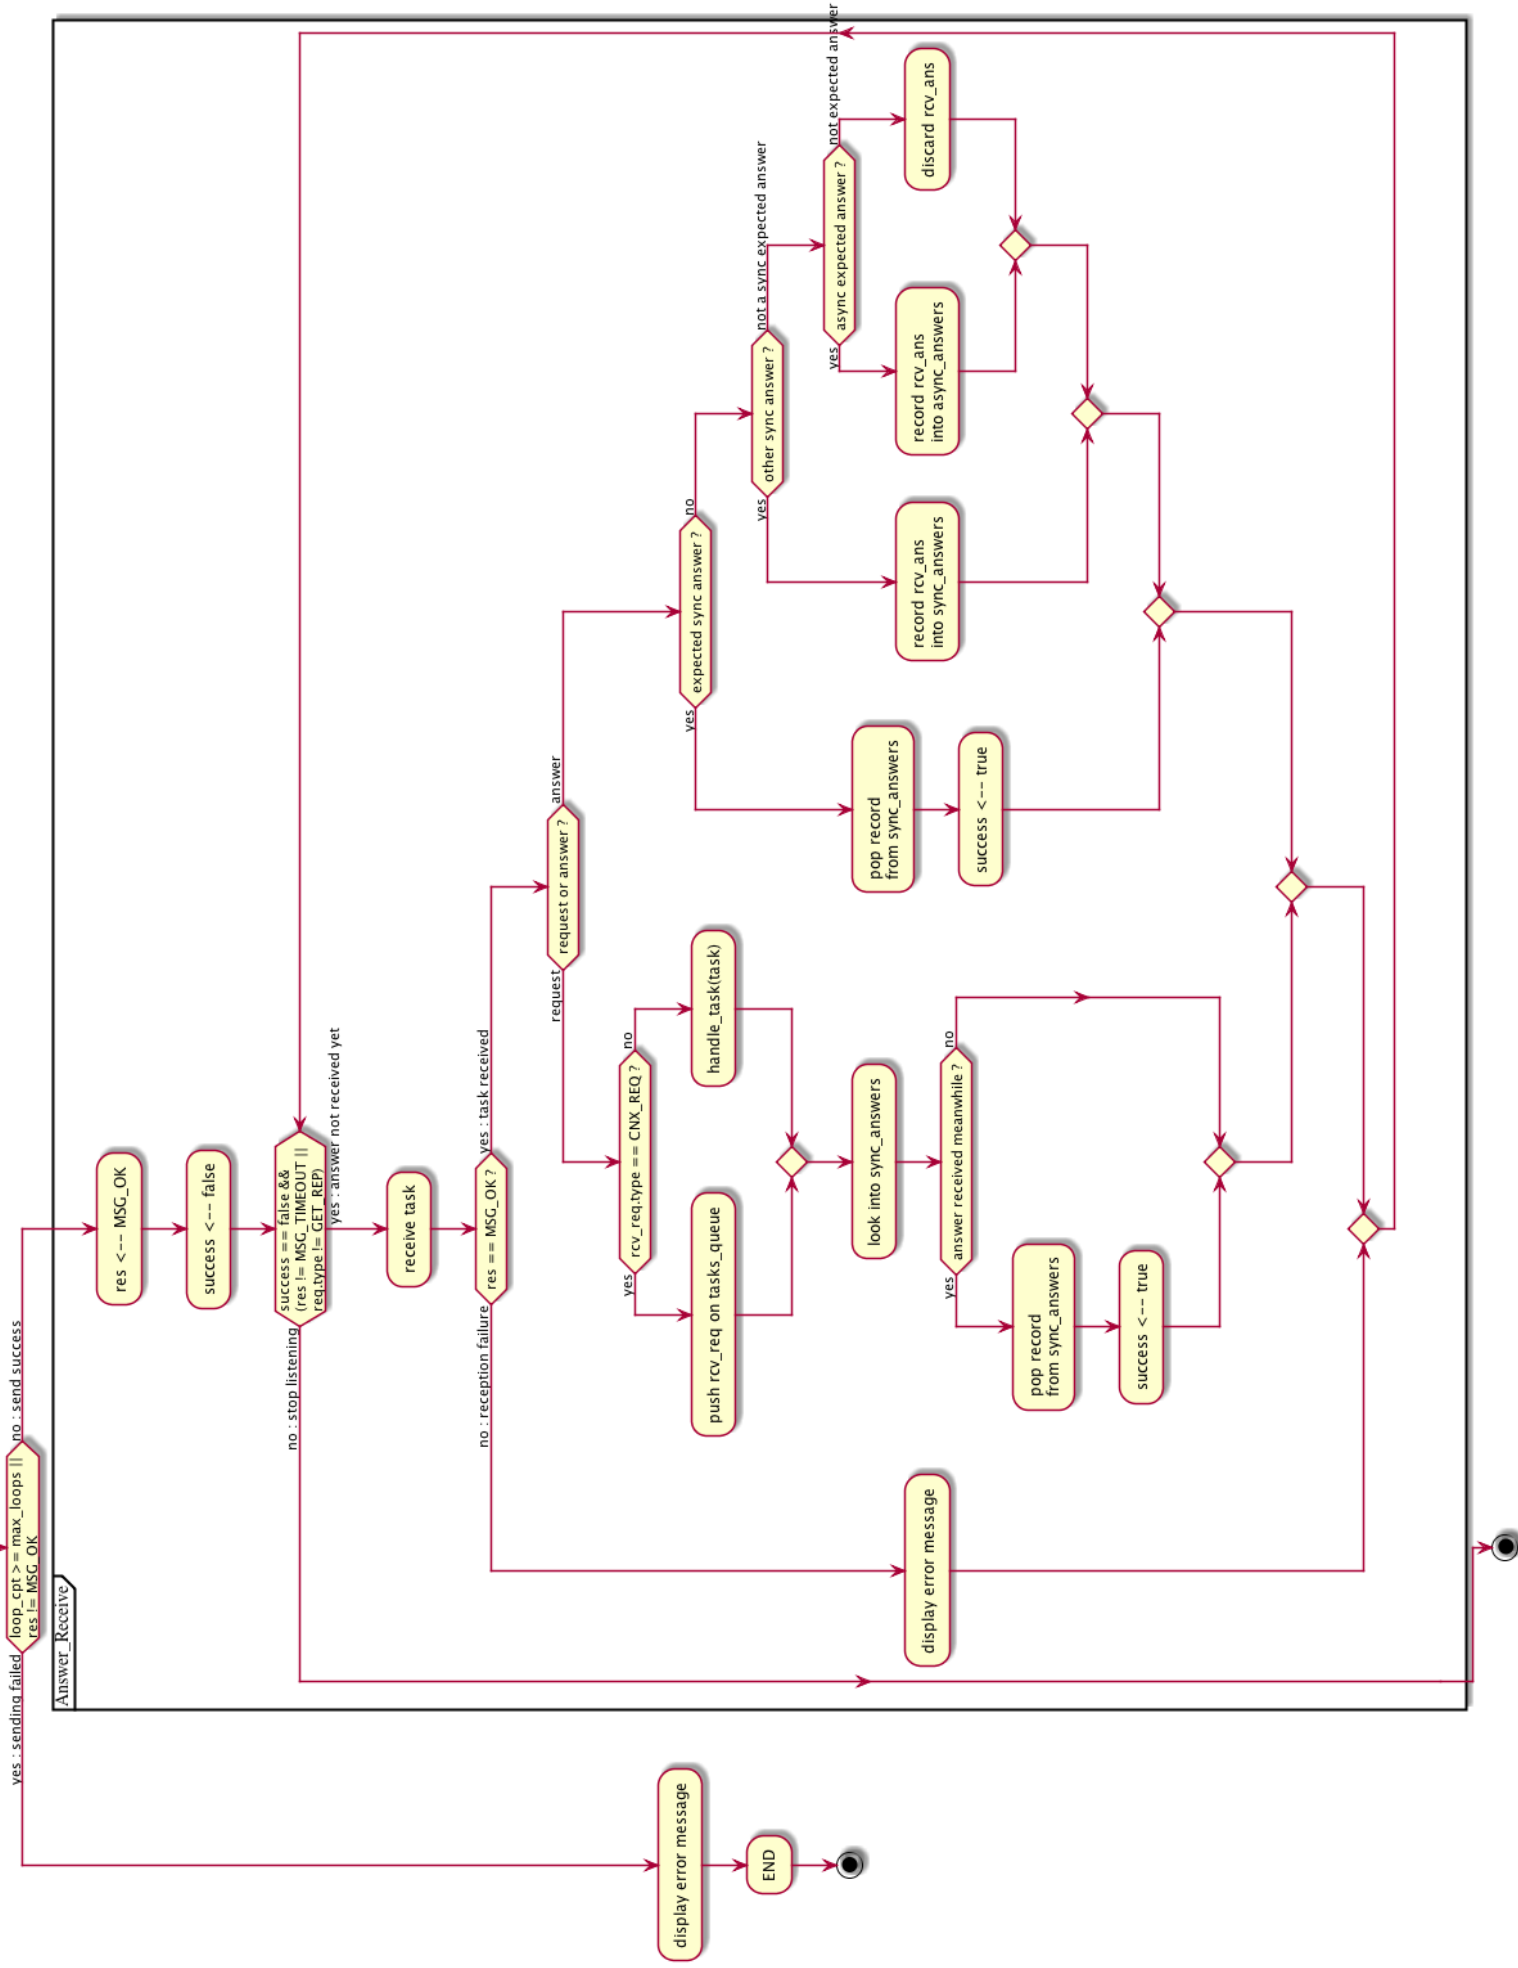 loop_cpt >= max_loops ||
res != MSG_OK
yes : sending failed
no : send success
Answer_Receive
res <-- MSG_OK
success <-- false
success == false &&
(res != MSG_TIMEOUT ||
req.type != GET_REP)
no : stop listening
yes : answer not received yet
receive task
res == MSG_OK ?
no : reception failure
yes : task received
request or answer ?
request
answer
rcv_req.type == CNX_REQ ?
yes
no
push rcv_req on tasks_queue
handle_task(task)
look into sync_answers
answer received meanwhile ?
yes
no
pop record
from sync_answers
success <-- true
expected sync answer ?
yes
no
pop record
from sync_answers
success <-- true
other sync answer ?
yes
not a sync expected answer
record rcv_ans
into sync_answers
async expected answer ?
yes
not expected answer
record rcv_ans
into async_answers
discard rcv_ans
display error message
display error message
END